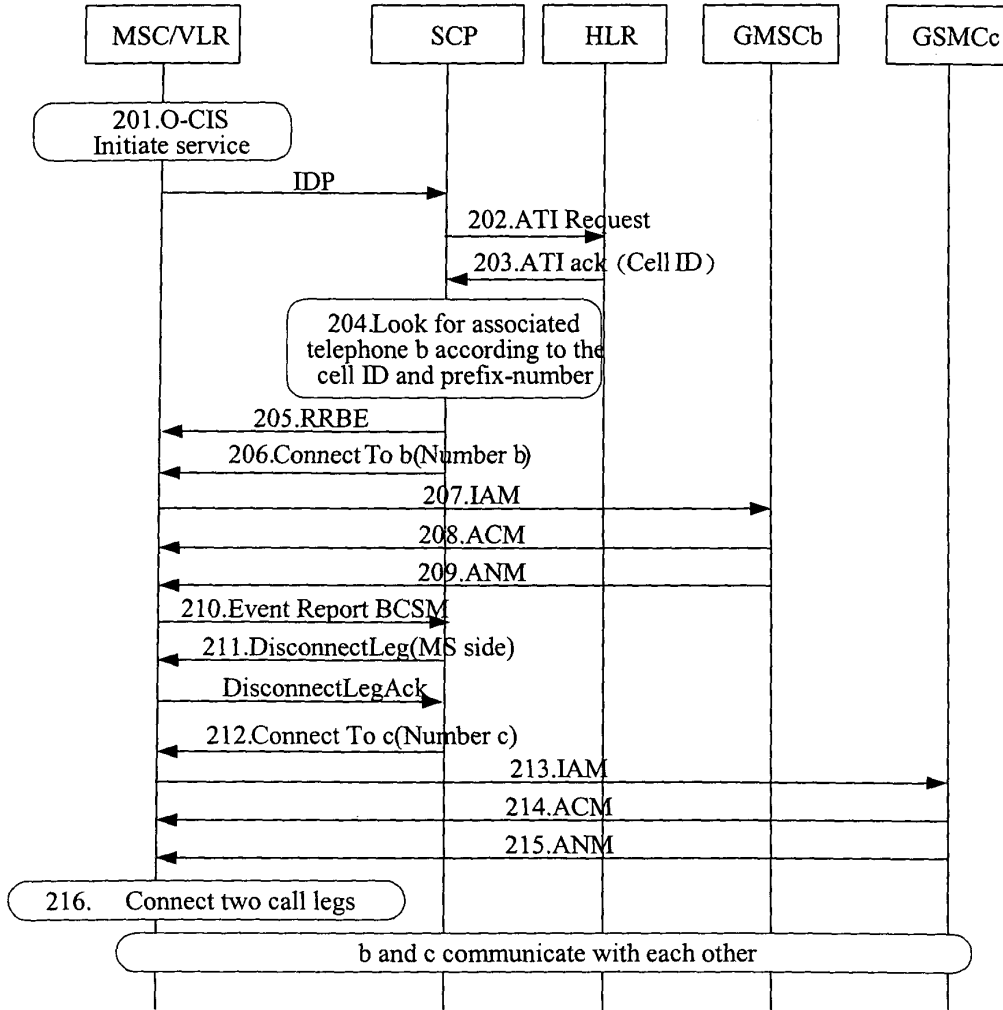 MSC/VLR SCP HLR GMSCb GSMCc
201.O-CIS
Initiate service
IDP
202.ATI Request
203.ATI ack (Cell ID)
204.Look for associated
telephone b according to the
cell ID and prefix-number
205.RRBE
206.Connect To b(Number b)
207.IAM
208.ACM
209.ANM
210.Event Report BCSM
211.DisconnectLeg(MS side)
DisconnectLegAck
212.Connect To c(Number c)
213.IAM
214.ACM
215.ANM
216. Connect two call legs
b and c communicate with each other